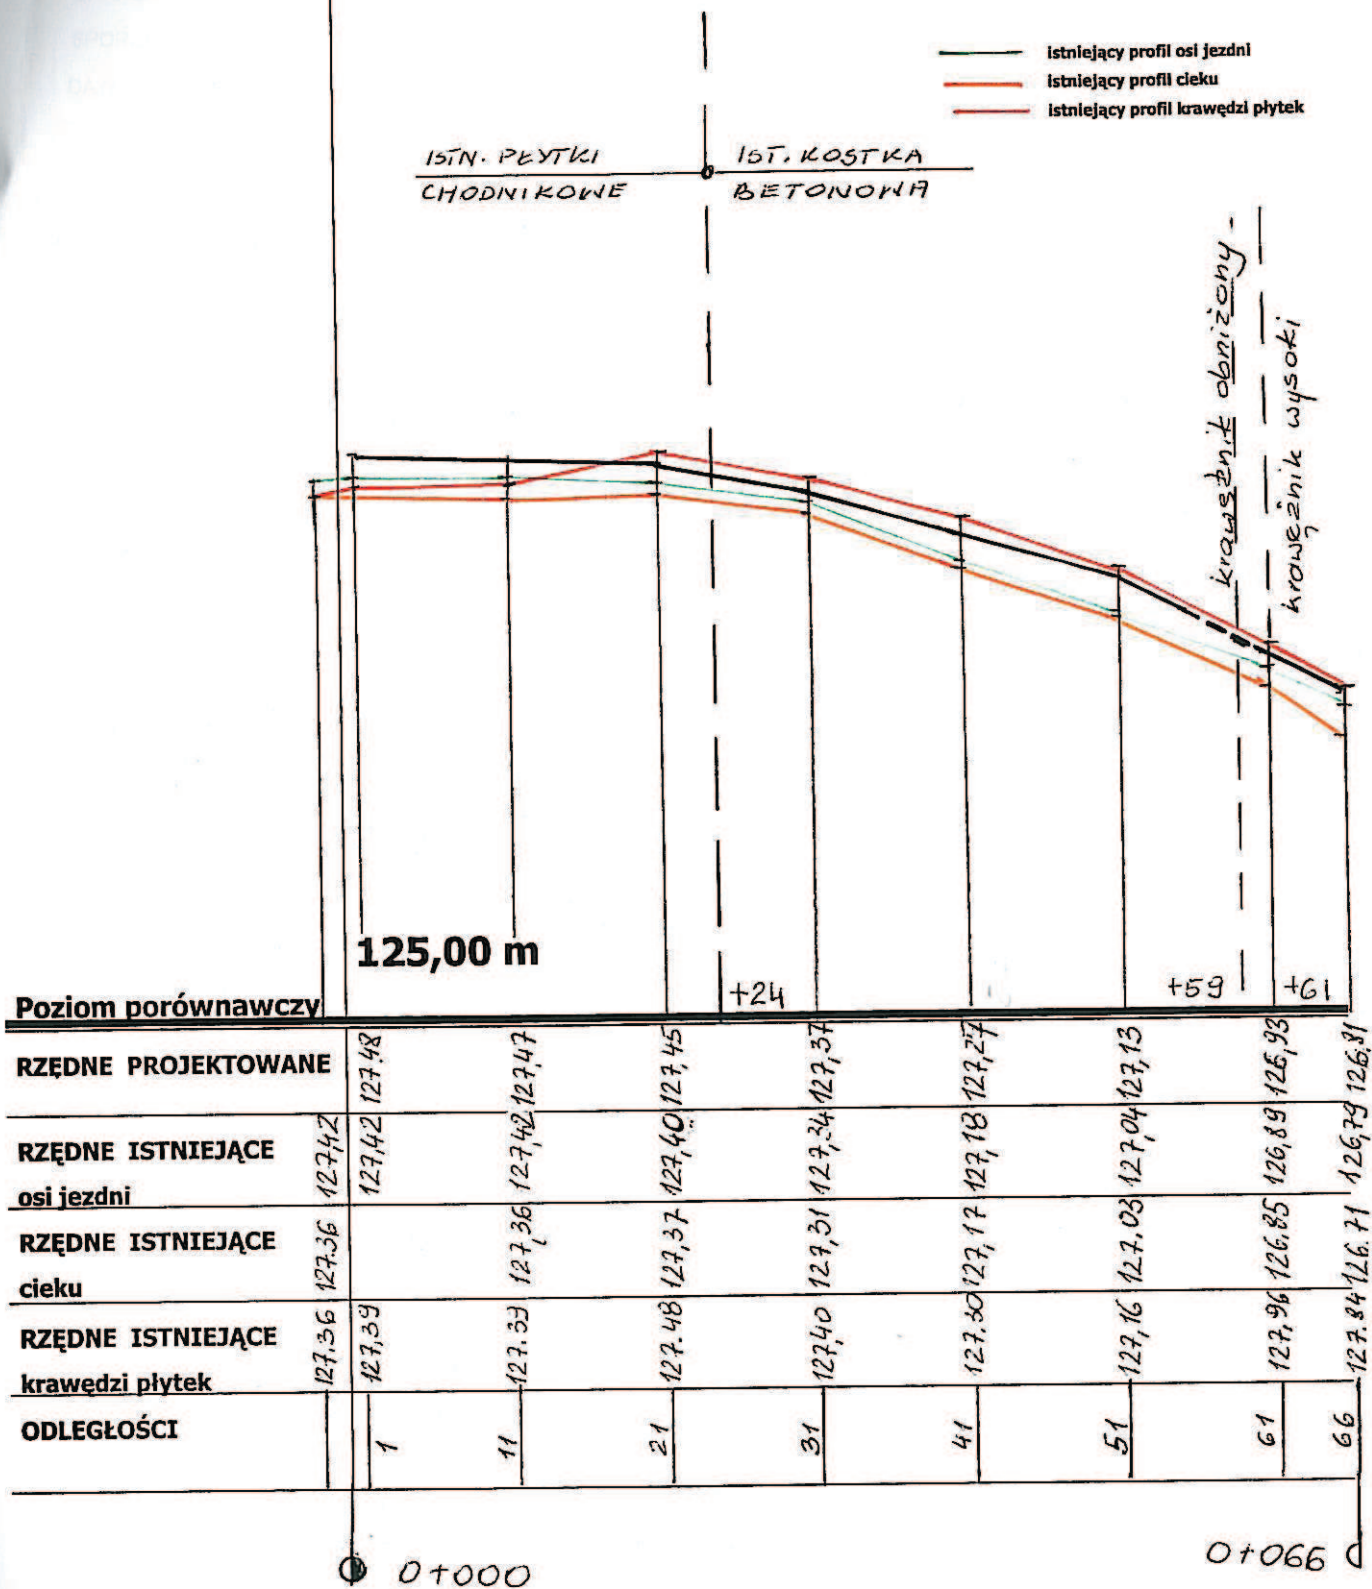 istniejący profil osi jezdni
istniejący profil cieku
istniejący profil krawędzi płytek
ISTN. PŁYTKI
CHODNIKOWE
IST. KOSTKA
BETONOWA
krawężnik obniżony -
krawężnik wysoki
125,00 m
Poziom porównawczy
+24
+59
+61
RZĘDNE PROJEKTOWANE
127,48 127,47 127,45 127,37 127,27 127,13 126,93 126,81
RZĘDNE ISTNIEJĄCE
osi jezdni
127,42 127,42 127,42 127,40 127,34 127,18 127,04 126,89 126,79
RZĘDNE ISTNIEJĄCE
cieku
127.36 127,36 127,37 127,31 127,17 127.03 126.85 126.71
RZĘDNE ISTNIEJĄCE
krawędzi płytek
127.36 127,39 127.39 127.48 127,40 127.30 127,16 127,96 127.84
ODLEGŁOŚCI
1 11 21 31 41 51 61 66
0+000
0+066